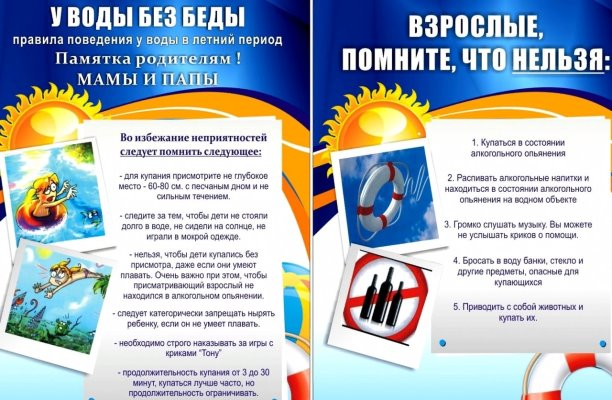 У ВОДЫ БЕЗ БЕДЫ
правила поведения у воды в летний период
Памятка родителям !
МАМЫ И ПАПЫ
Во избежание неприятностей
следует помнить следующее:
- для купания присмотрите не глубокое
место - 60-80 см. с песчаным дном и не
сильным течением.
- следите за тем, чтобы дети не стояли
долго в воде, не сидели на солнце, не
играли в мокрой одежде.
- нельзя, чтобы дети купались без
присмотра, даже если они умеют
плавать. Очень важно при этом, чтобы
присматривающий взрослый не
находился в алкогольном опьянении.
- следует категорически запрещать нырять
ребенку, если он не умеет плавать.
- необходимо строго наказывать за игры с
криками “Тону”
- продолжительность купания от 3 до 30
минут, купаться лучше часто, но
продолжительность ограничивать.
ВЗРОСЛЫЕ,
ПОМНИТЕ, ЧТО НЕЛЬЗЯ:
1. Купаться в состоянии
алкогольного опьянения
2. Распивать алкогольные напитки и
находиться в состоянии алкогольного
опьянения на водном объекте
3. Громко слушать музыку. Вы можете
не услышать криков о помощи.
4. Бросать в воду банки, стекло и
другие предметы, опасные для
купающихся
5. Приводить с собой животных и
купать их.